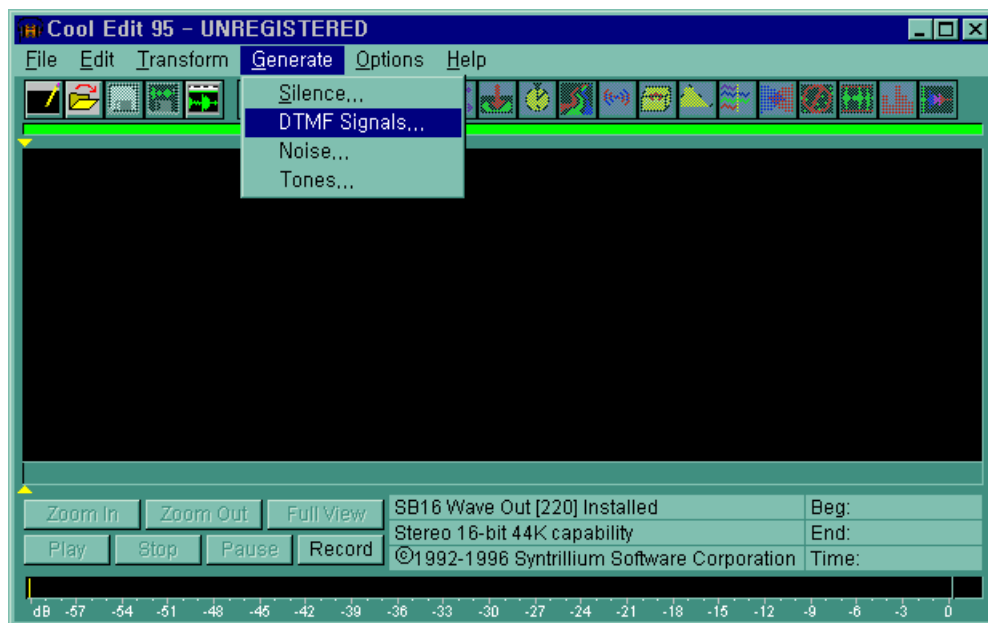 Cool Edit 95 – UNREGISTERED
File Edit Transform Generate Options Help
Silence...
DTMF Signals...
Noise...
Tones...
Zoom In Zoom Out Full View
Play Stop Pause Record
SB16 Wave Out [220] Installed
Stereo 16-bit 44K capability
©1992-1996 Syntrillium Software Corporation
Beg:
End:
Time:
dB -57 -54 -51 -48 -45 -42 -39 -36 -33 -30 -27 -24 -21 -18 -15 -12 -9 -6 -3 0